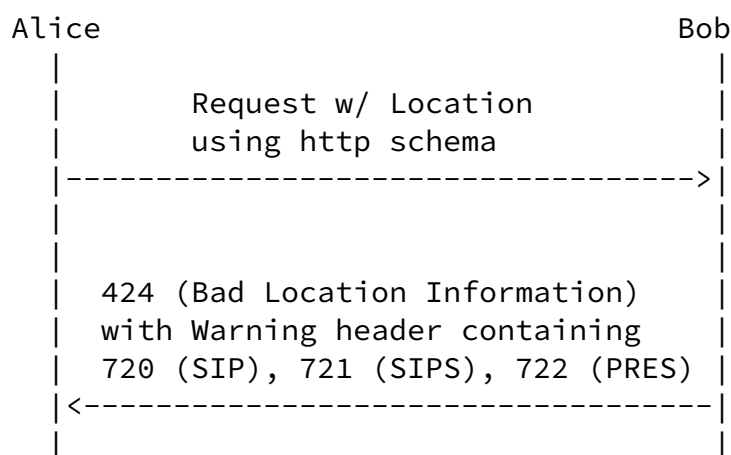 Alice Bob
Request w/ Location
using http schema
424 (Bad Location Information)
with Warning header containing
720 (SIP), 721 (SIPS), 722 (PRES)